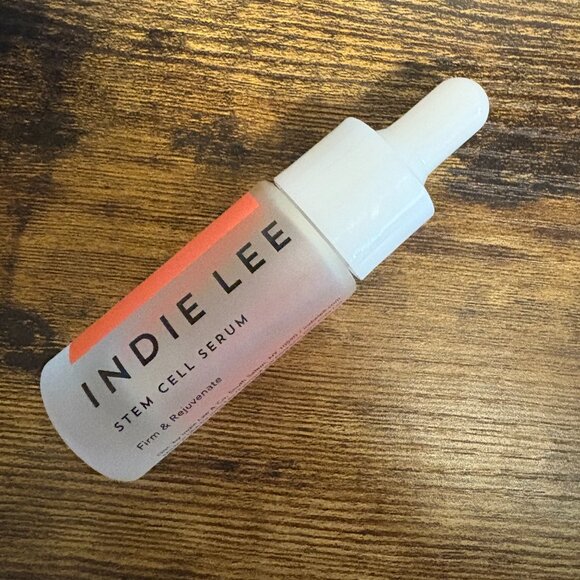 INDIE LEE
STEM CELL SERUM
Firm & Rejuvenate